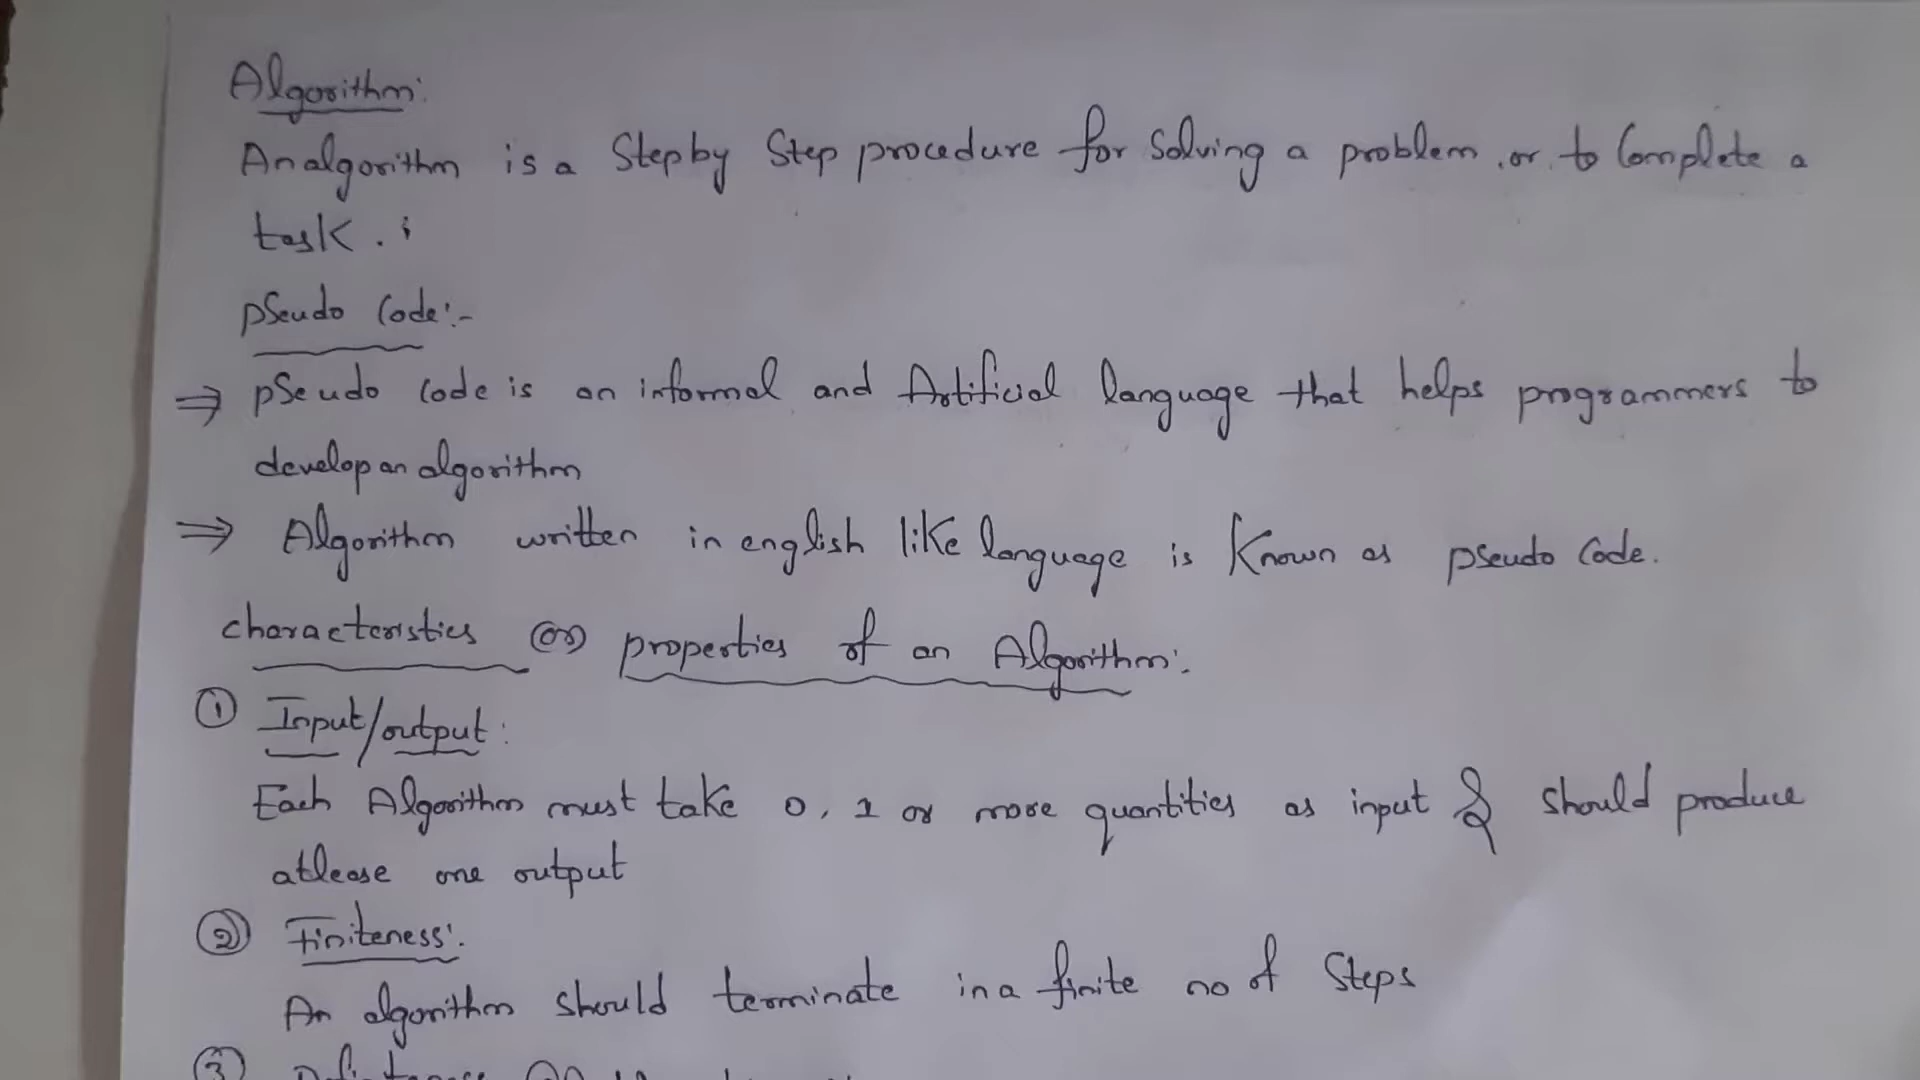 Algorithm:
An algorithm is a Step by Step procedure for Solving a problem or to Complete a
task.
pseudo Code:-
⇒ pseudo Code is an informal and Artificial language that helps programmers to
develop an algorithm
⇒ Algorithm written in english like language is Known as pseudo Code.
characteristics (or) properties of an Algorithm:
① Input/output:
Each Algorithm must take 0, 1 or more quantities as input & should produce
atlease one output
② Finiteness:
An algorithm should terminate in a finite no of Steps
③